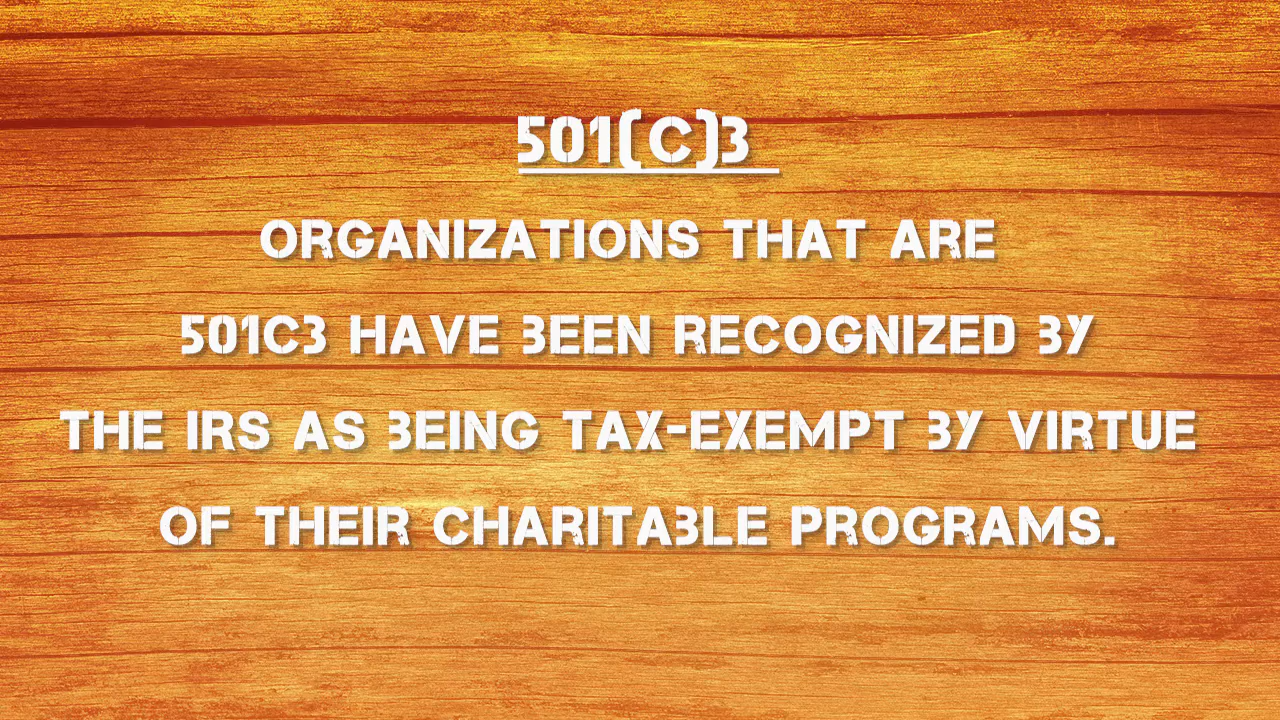 501(C)3
ORGANIZATIONS THAT ARE
501C3 HAVE BEEN RECOGNIZED BY
THE IRS AS BEING TAX-EXEMPT BY VIRTUE
OF THEIR CHARITABLE PROGRAMS.